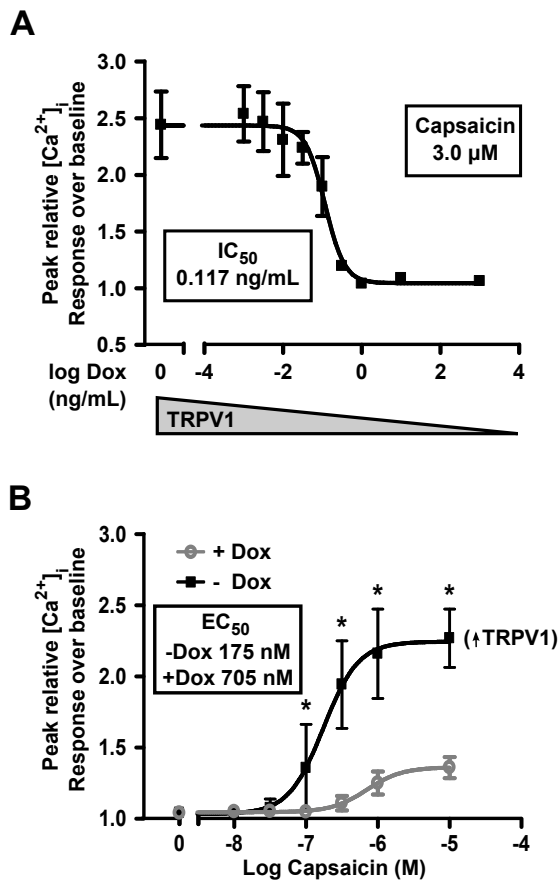 A
Peak relative [Ca2+]i
Response over baseline
3.0
2.5
2.0
1.5
1.0
0.5
Capsaicin
3.0 µM
IC50
0.117 ng/mL
log Dox
(ng/mL)
0 -4 -2 0 2 4
TRPV1
B
Peak relative [Ca2+]i
Response over baseline
3.0
2.5
2.0
1.5
1.0
+ Dox
- Dox
EC50
-Dox 175 nM
+Dox 705 nM
* * * *
(↑TRPV1)
0 -8 -7 -6 -5 -4
Log Capsaicin (M)